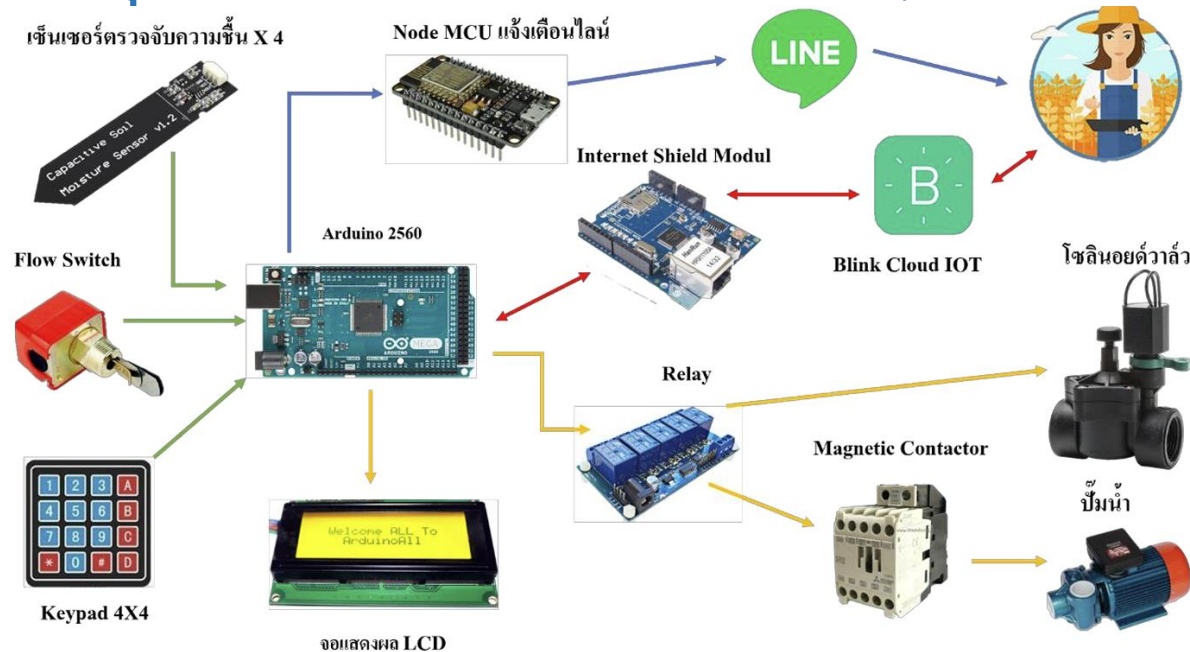 เซ็นเซอร์ตรวจจับความชื้น X 4
Node MCU แจ้งเตือนไลน์
LINE
Capacitive Soil
Moisture Sensor v1.2
Internet Shield Modul
B
Arduino 2560
Flow Switch
Blink Cloud IOT
โซลินอยด์วาล์ว
ARDUINO
MEGA
Relay
Magnetic Contactor
1 2 3 A
4 5 6 B
7 8 9 C
* 0 # D
Welcome ALL To
ArduinoAll
ปั๊มน้ำ
Keypad 4X4
จอแสดงผล LCD